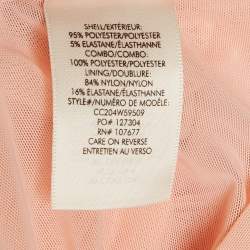 SHELL/EXTÉRIEUR:
95% POLYESTER/POLYESTER
5% ELASTANE/ÉLASTHANNE
COMBO/COMBO:
100% POLYESTER/POLYESTER
LINING/DOUBLURE:
84% NYLON/NYLON
16% ELASTANE/ÉLASTHANNE
STYLE#/NUMÉRO DE MODÈLE:
CC204W59509
PO# 127304
RN# 107677
CARE ON REVERSE
ENTRETIEN AU VERSO